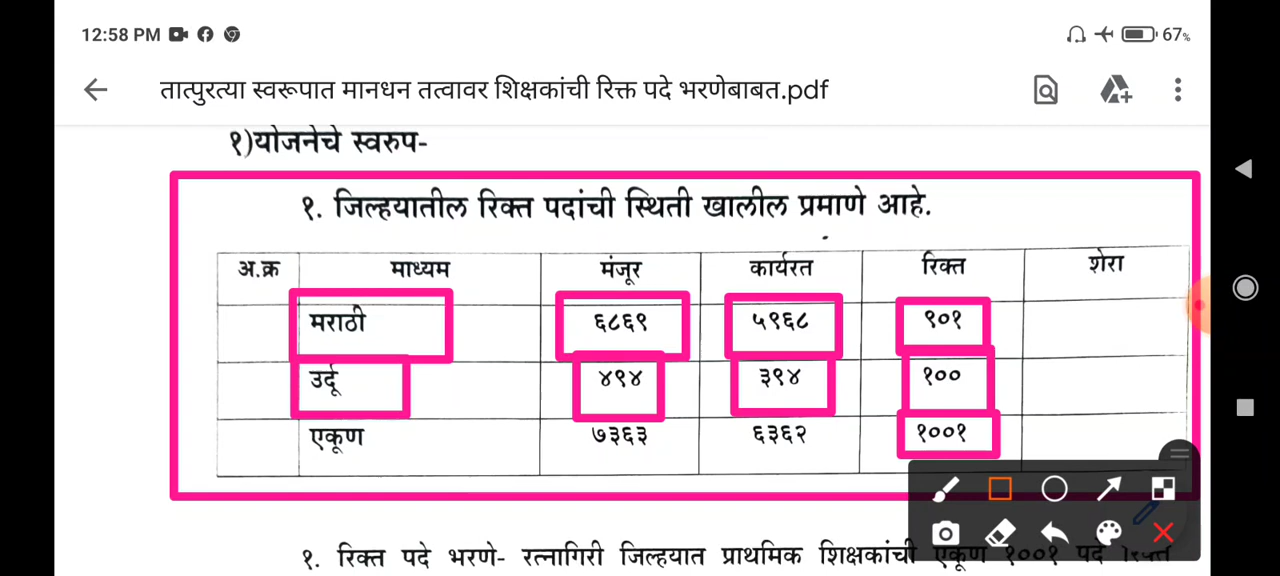 12:58 PM 67%
तात्पुरत्या स्वरूपात मानधन तत्वावर शिक्षकांची रिक्त पदे भरणेबाबत.pdf
१)योजनेचे स्वरुप-
१. जिल्हयातील रिक्त पदांची स्थिती खालील प्रमाणे आहे.
अ.क्र माध्यम मंजूर कार्यरत रिक्त शेरा
मराठी ६८६९ ५९६८ ९०१
उर्दू ४९४ ३९४ १००
एकूण ७३६३ ६३६२ १००१
१. रिक्त पदे भरणे- रत्नागिरी जिल्हयात प्राथमिक शिक्षकांची एकूण १००१ पदे रिक्त